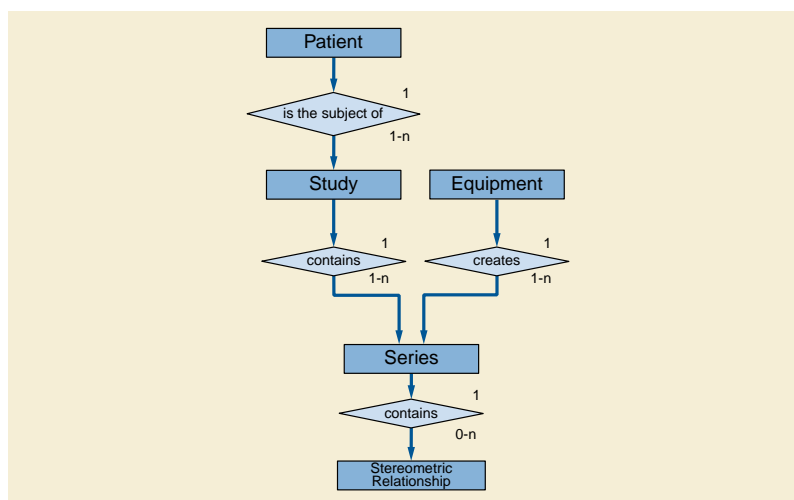 Patient
1
is the subject of
1-n
Study
Equipment
1
contains
1-n
1
creates
1-n
Series
1
contains
0-n
Stereometric
Relationship